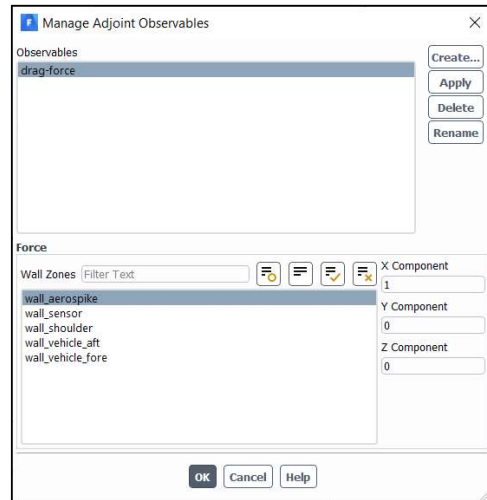 F Manage Adjoint Observables
Observables
drag-force
Create...
Apply
Delete
Rename
Force
Wall Zones Filter Text
wall_aerospike
wall_sensor
wall_shoulder
wall_vehicle_aft
wall_vehicle_fore
X Component
1
Y Component
0
Z Component
0
OK Cancel Help